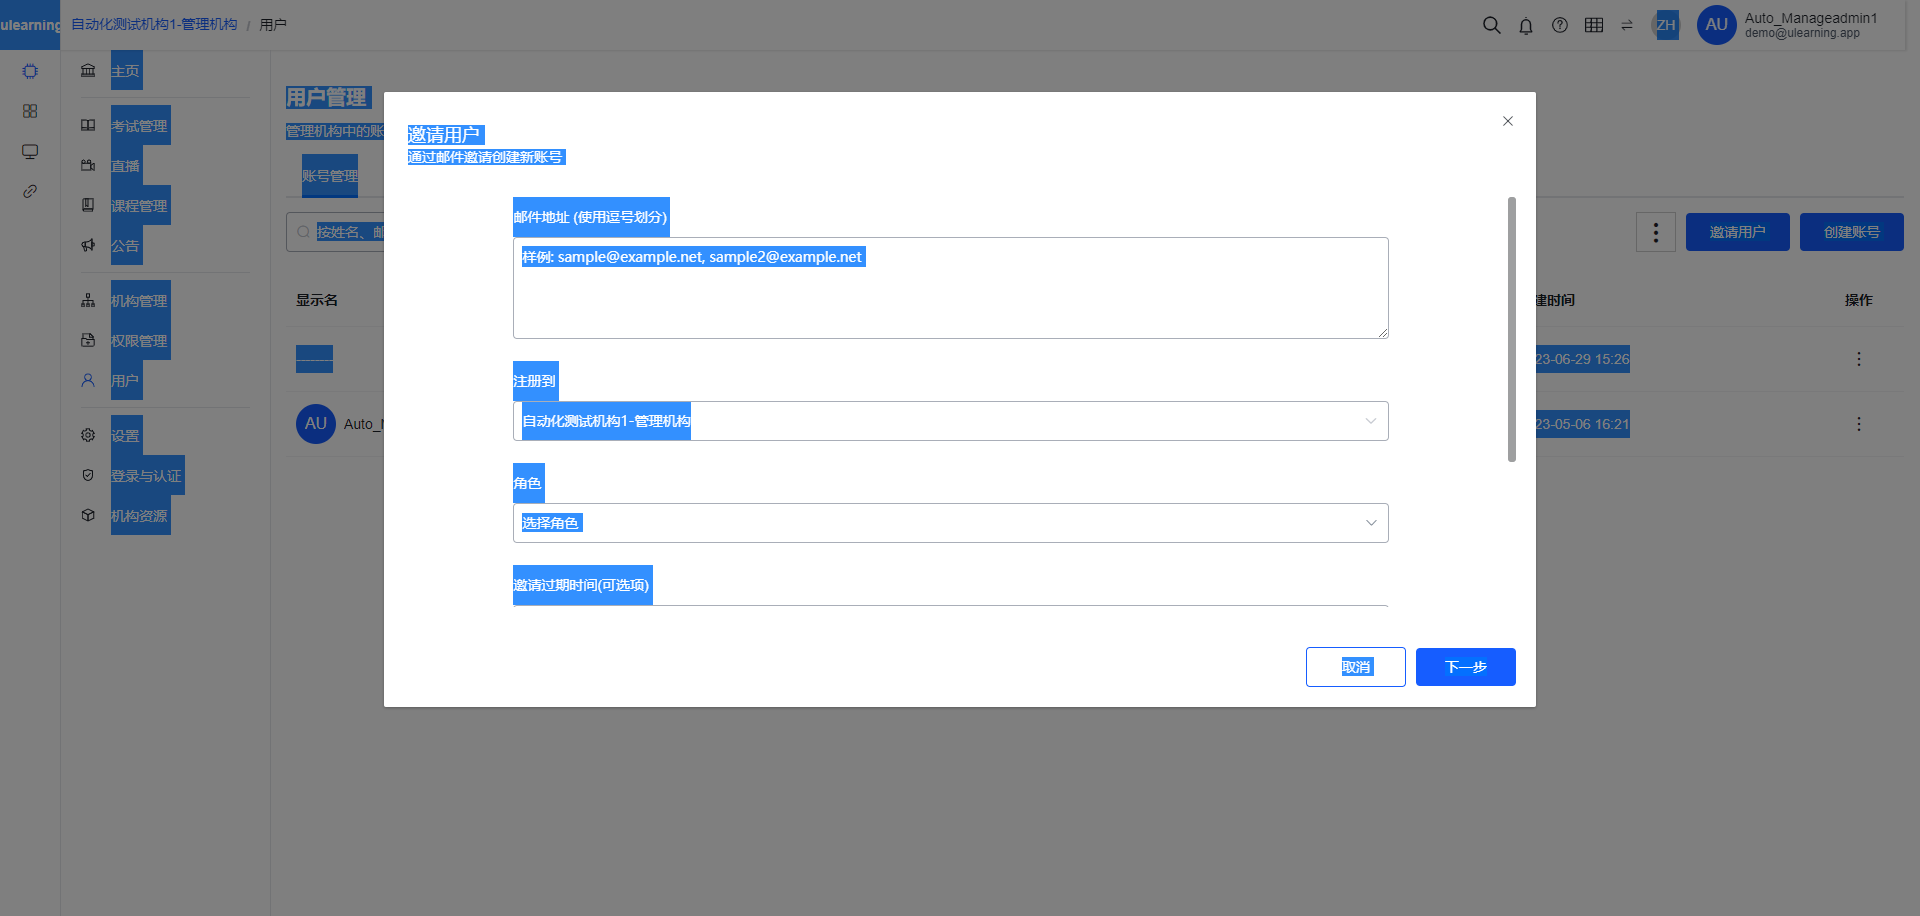 ulearning
自动化测试机构1-管理机构 / 用户
ZH
AU
Auto_Manageadmin1
demo@ulearning.app
主页
考试管理
直播
课程管理
公告
机构管理
权限管理
用户
设置
登录与认证
机构资源
用户管理
管理机构中的账
账号管理
按姓名、邮
邀请用户
创建账号
显示名
建时间
操作
23-06-29 15:26
AU
Auto_
23-05-06 16:21
邀请用户
通过邮件邀请创建新账号
邮件地址 (使用逗号划分)
样例: sample@example.net, sample2@example.net
注册到
自动化测试机构1-管理机构
角色
选择角色
邀请过期时间(可选项)
取消
下一步